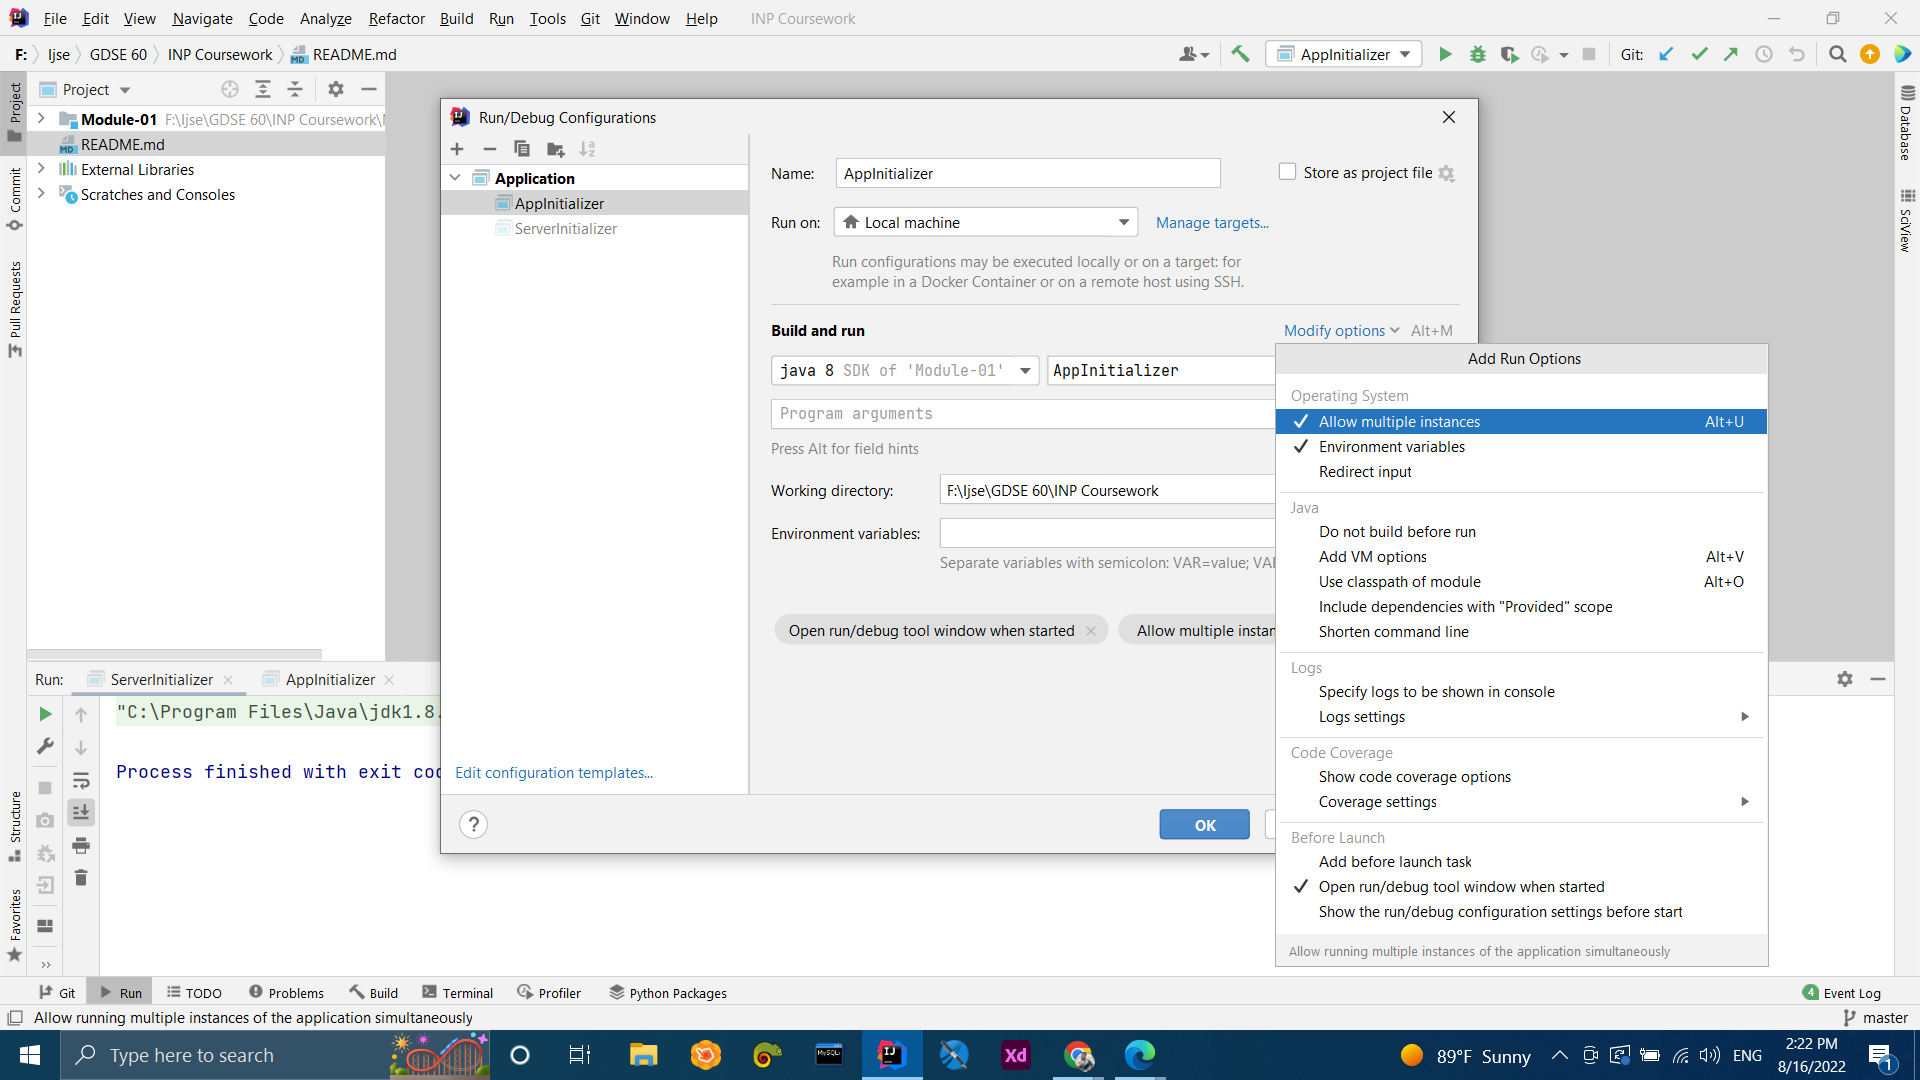 File Edit View Navigate Code Analyze Refactor Build Run Tools Git Window Help INP Coursework
F: Ijse GDSE 60 INP Coursework README.md
AppInitializer
Git:
Project
Project
Module-01 F:\Ijse\GDSE 60\INP Coursework\
README.md
External Libraries
Scratches and Consoles
Commit
Pull Requests
Structure
Favorites
Database
SciView
Run/Debug Configurations
Application
AppInitializer
ServerInitializer
Edit configuration templates...
Name: AppInitializer
Store as project file
Run on: Local machine
Manage targets...
Run configurations may be executed locally or on a target: for
example in a Docker Container or on a remote host using SSH.
Build and run
Modify options Alt+M
java 8 SDK of 'Module-01'
AppInitializer
Program arguments
Press Alt for field hints
Working directory: F:\Ijse\GDSE 60\INP Coursework
Environment variables:
Separate variables with semicolon: VAR=value;
Open run/debug tool window when started
Allow multiple
OK
?
Add Run Options
Operating System
Allow multiple instances Alt+U
Environment variables
Redirect input
Java
Do not build before run
Add VM options Alt+V
Use classpath of module Alt+O
Include dependencies with "Provided" scope
Shorten command line
Logs
Specify logs to be shown in console
Logs settings
Code Coverage
Show code coverage options
Coverage settings
Before Launch
Add before launch task
Open run/debug tool window when started
Show the run/debug configuration settings before start
Allow running multiple instances of the application simultaneously
Run: ServerInitializer AppInitializer
"C:\Program Files\Java\jdk1.8.
Process finished with exit
Git Run TODO Problems Build Terminal Profiler Python Packages
4 Event Log
Allow running multiple instances of the application simultaneously
master
Type here to search
MySQL
IJ
Xd
89°F Sunny
ENG
2:22 PM
8/16/2022
1